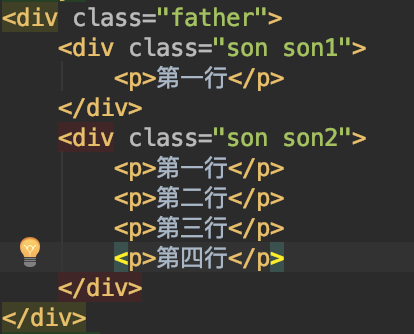 <div class="father">
<div class="son son1">
<p>第一行</p>
</div>
<div class="son son2">
<p>第一行</p>
<p>第二行</p>
<p>第三行</p>
<p>第四行</p>
</div>
</div>